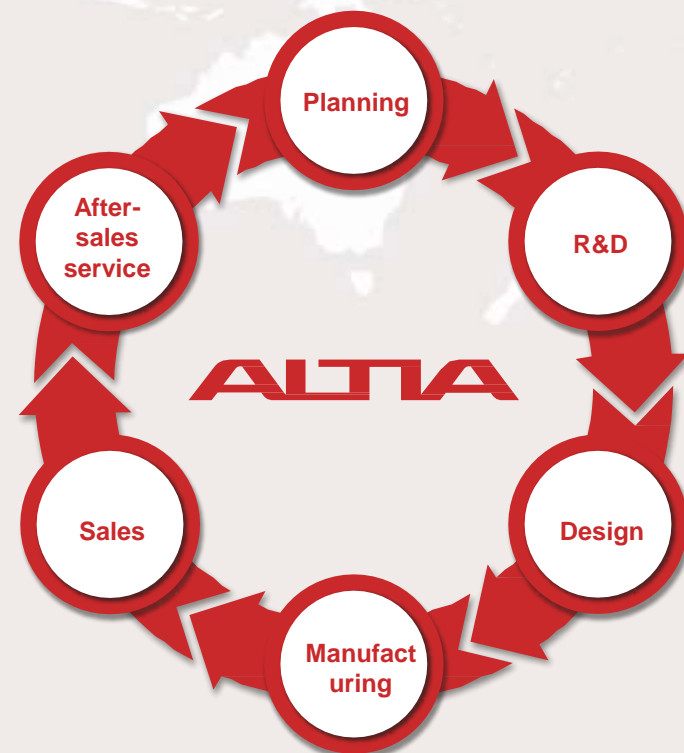 Planning
R&D
Design
Manufact
uring
Sales
After-
sales
service
ALTIA